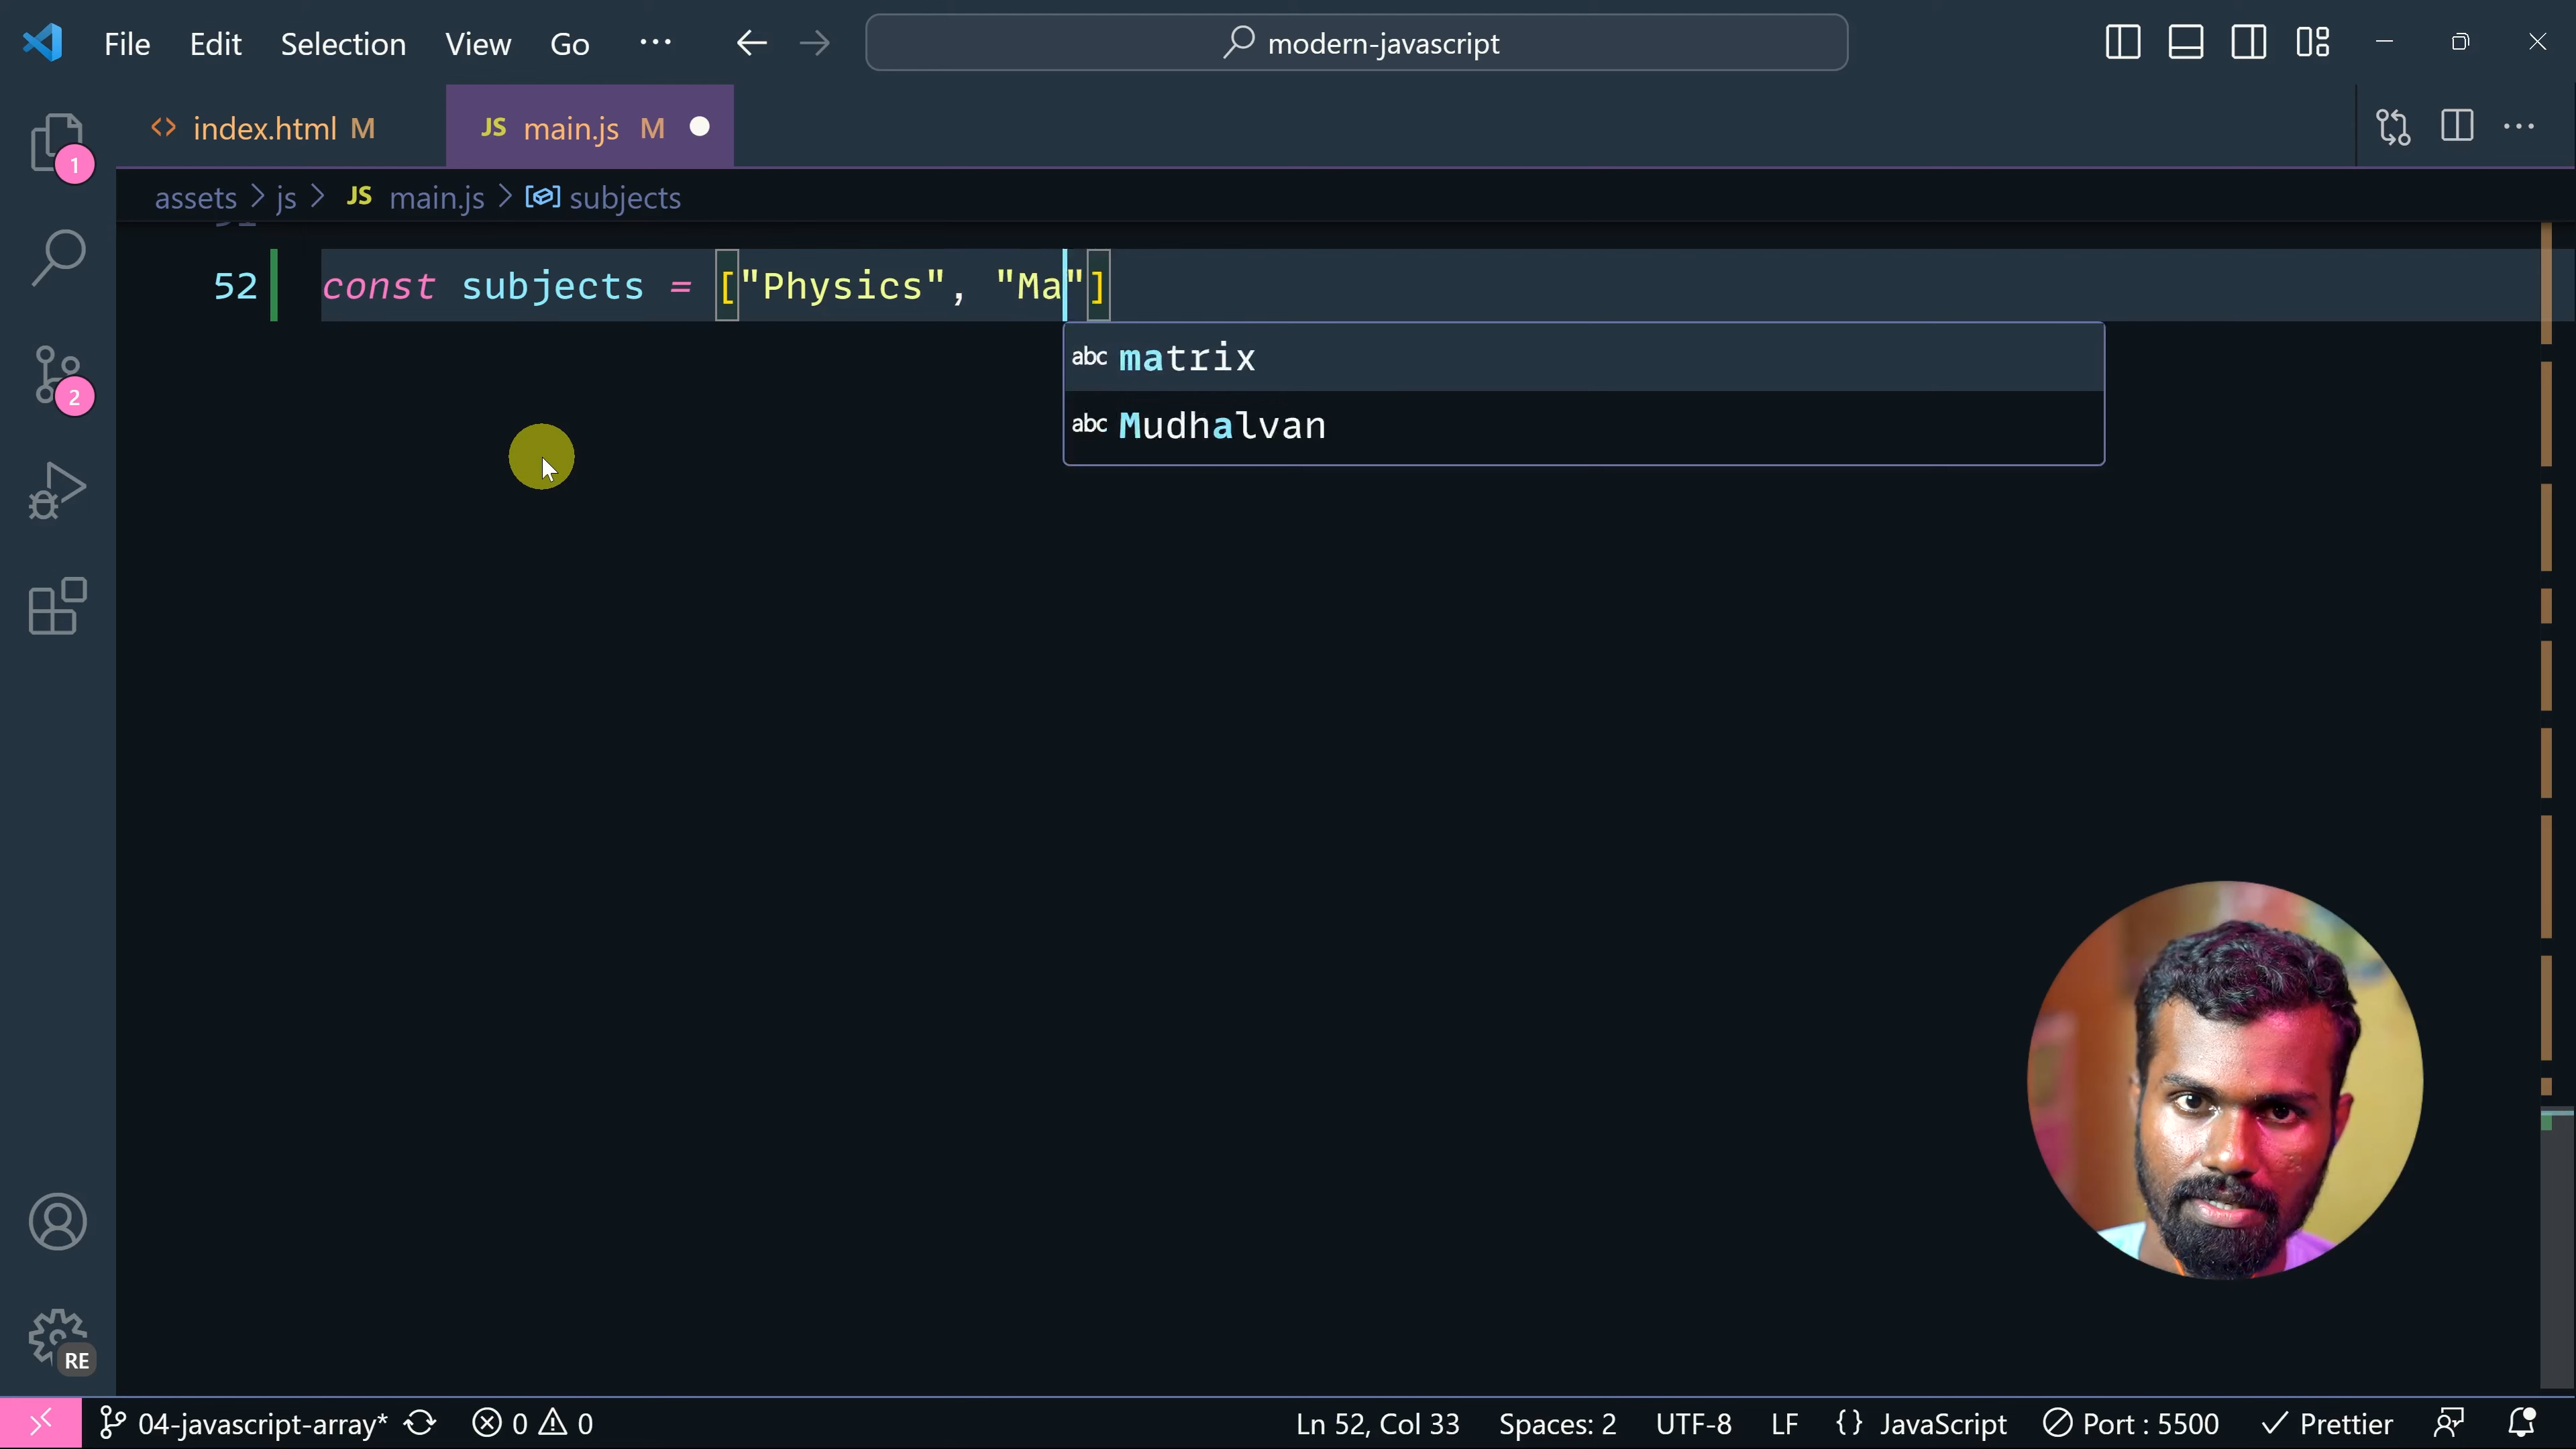 File Edit Selection View Go ··· modern-javascript
<> index.html M JS main.js M
assets > js > JS main.js > subjects
52 const subjects = ["Physics", "Ma"]
abc matrix
abc Mudhalvan
1
2
RE
04-javascript-array* 0 0 Ln 52, Col 33 Spaces: 2 UTF-8 LF {} JavaScript Port : 5500 Prettier